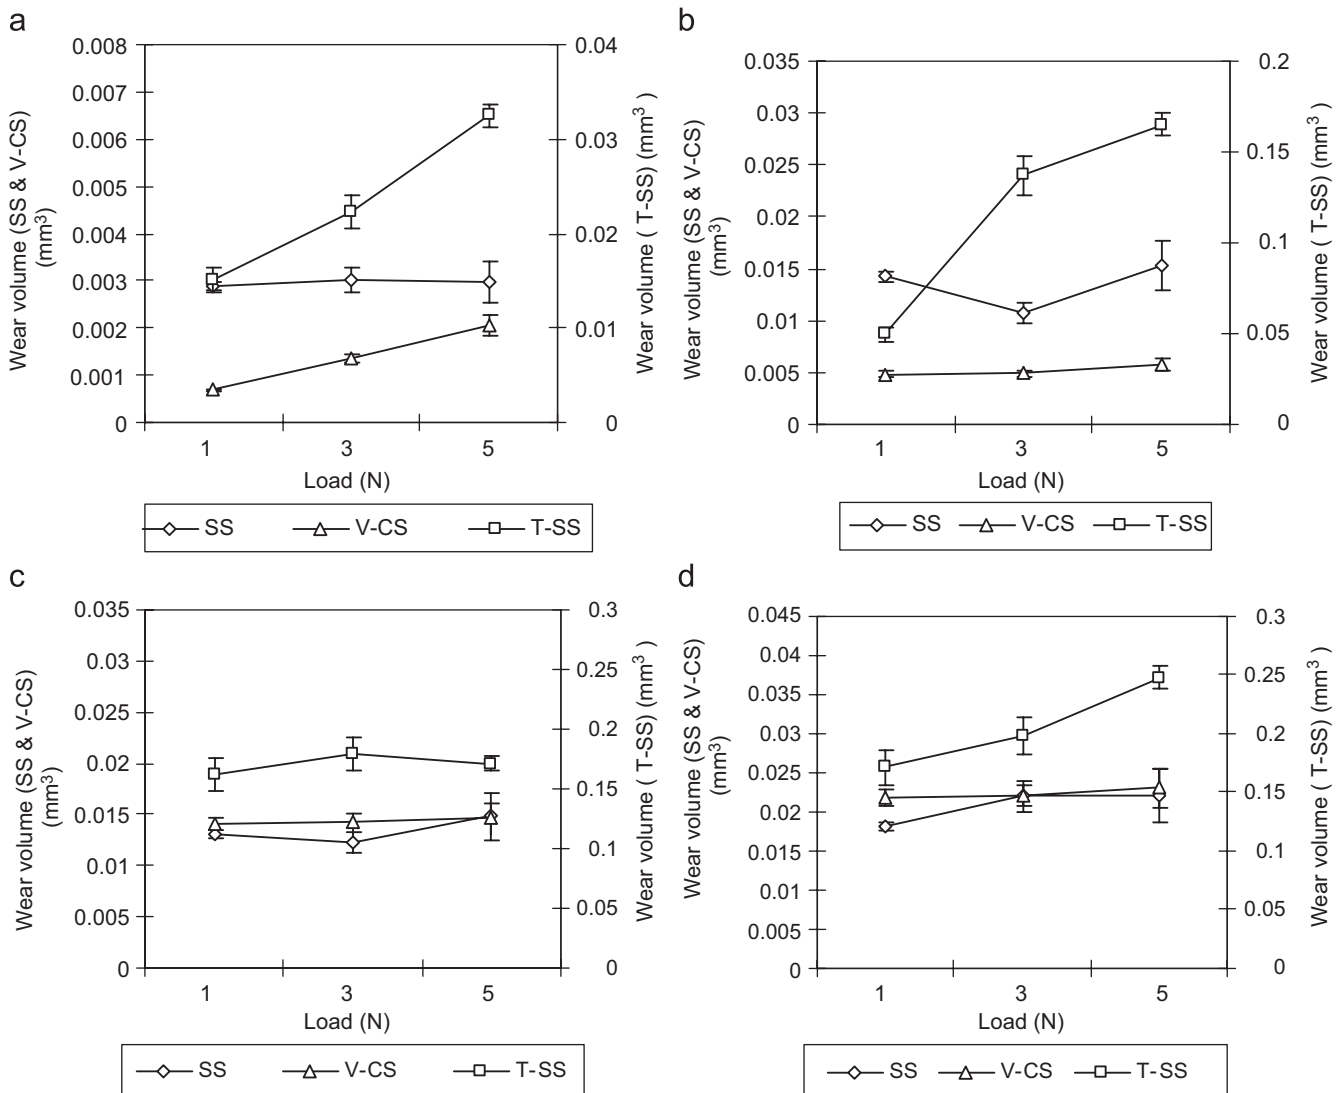 a
0.008
0.007
0.006
0.005
0.004
0.003
0.002
0.001
0
Wear volume (SS & V-CS)
(mm³)
0.04
0.03
0.02
0.01
0
Wear volume ( T-SS) (mm³ )
1 3 5
Load (N)
SS V-CS T-SS
b
0.035
0.03
0.025
0.02
0.015
0.01
0.005
0
Wear volume (SS & V-CS)
(mm³)
0.2
0.15
0.1
0.05
0
Wear volume ( T-SS) (mm³ )
1 3 5
Load (N)
SS V-CS T-SS
c
0.035
0.03
0.025
0.02
0.015
0.01
0.005
0
Wear volume (SS & V-CS)
(mm³)
0.3
0.25
0.2
0.15
0.1
0.05
0
Wear volume ( T-SS) (mm³ )
1 3 5
Load (N)
SS V-CS T-SS
d
0.045
0.04
0.035
0.03
0.025
0.02
0.015
0.01
0.005
0
Wear volume (SS & V-CS)
(mm³)
0.3
0.25
0.2
0.15
0.1
0.05
0
Wear volume ( T-SS) (mm³ )
1 3 5
Load (N)
SS V-CS T-SS